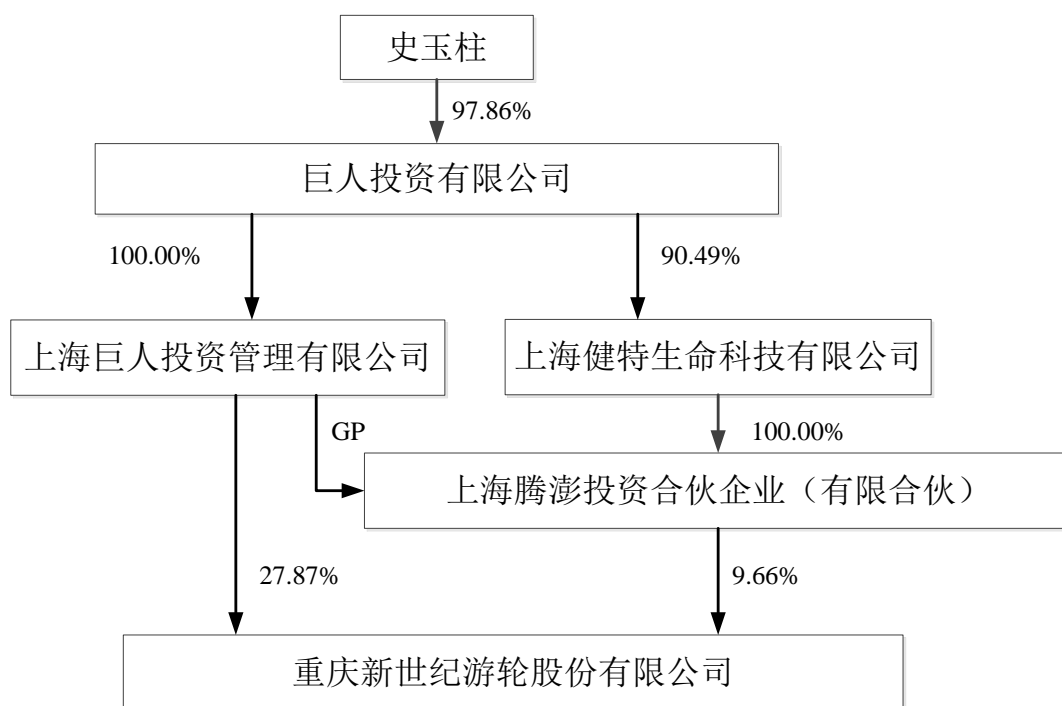 史玉柱
97.86%
巨人投资有限公司
100.00%
90.49%
上海巨人投资管理有限公司
上海健特生命科技有限公司
GP
100.00%
上海腾澎投资合伙企业（有限合伙）
27.87%
9.66%
重庆新世纪游轮股份有限公司